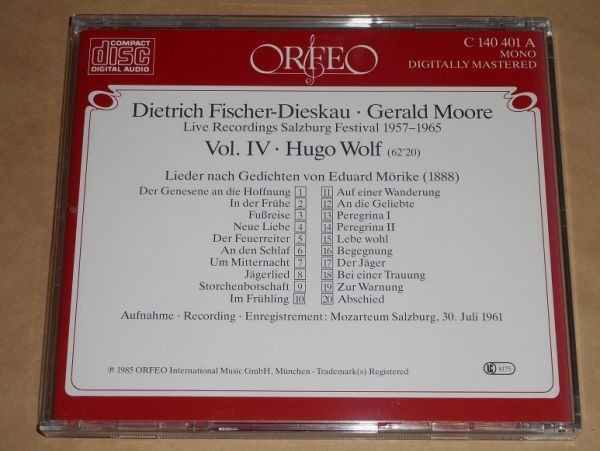 COMPACT
disc
DIGITAL AUDIO
ORFEO
C 140 401 A
MONO
DIGITALLY MASTERED
Dietrich Fischer-Dieskau · Gerald Moore
Live Recordings Salzburg Festival 1957–1965
Vol. IV · Hugo Wolf (62'20)
Lieder nach Gedichten von Eduard Mörike (1888)
Der Genesene an die Hoffnung 1
In der Frühe 2
Fußreise 3
Neue Liebe 4
Der Feuerreiter 5
An den Schlaf 6
Um Mitternacht 7
Jägerlied 8
Storchenbotschaft 9
Im Frühling 10
11 Auf einer Wanderung
12 An die Geliebte
13 Peregrina I
14 Peregrina II
15 Lebe wohl
16 Begegnung
17 Der Jäger
18 Bei einer Trauung
19 Zur Warnung
20 Abschied
Aufnahme · Recording · Enregistrement: Mozarteum Salzburg, 30. Juli 1961
℗ 1985 ORFEO International Music GmbH, München - Trademark(s) Registered
LC 8175